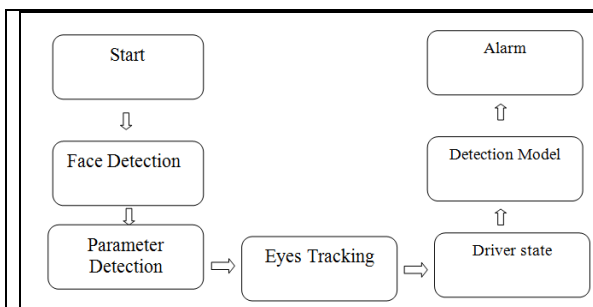 Start
Face Detection
Parameter
Detection
Eyes Tracking
Driver state
Detection Model
Alarm